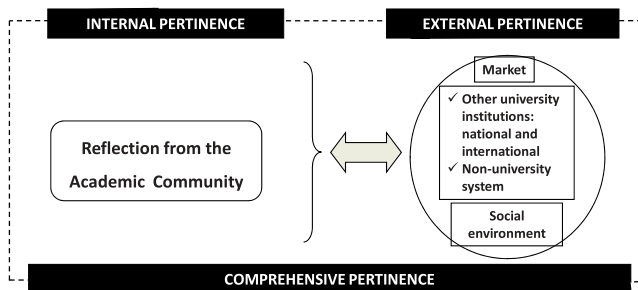 INTERNAL PERTINENCE
EXTERNAL PERTINENCE
Reflection from the
Academic Community
Market
✓ Other university
institutions:
national and
international
✓ Non-university
system
Social
environment
COMPREHENSIVE PERTINENCE